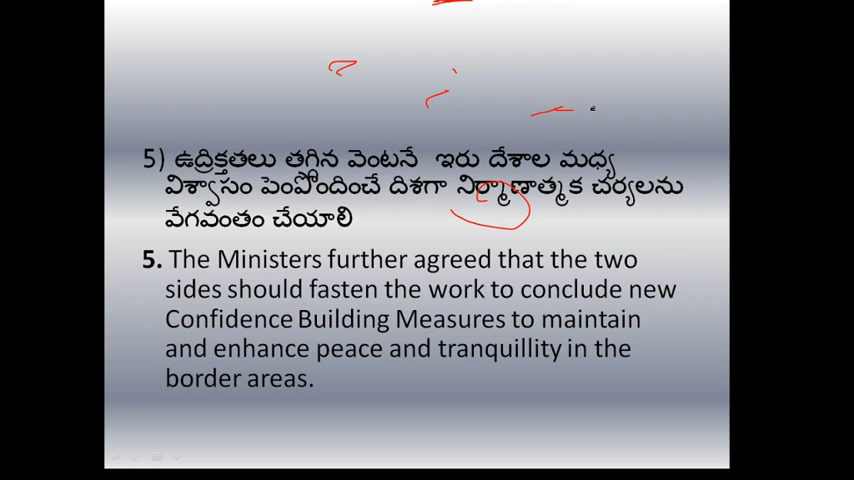 5) ఉద్రిక్తతలు తగ్గిన వెంటనే ఇరు దేశాల మధ్య
విశ్వాసం పెంపొందించే దిశగా నిర్మాణాత్మక చర్యలను
వేగవంతం చేయాలి
5. The Ministers further agreed that the two
sides should fasten the work to conclude new
Confidence Building Measures to maintain
and enhance peace and tranquillity in the
border areas.